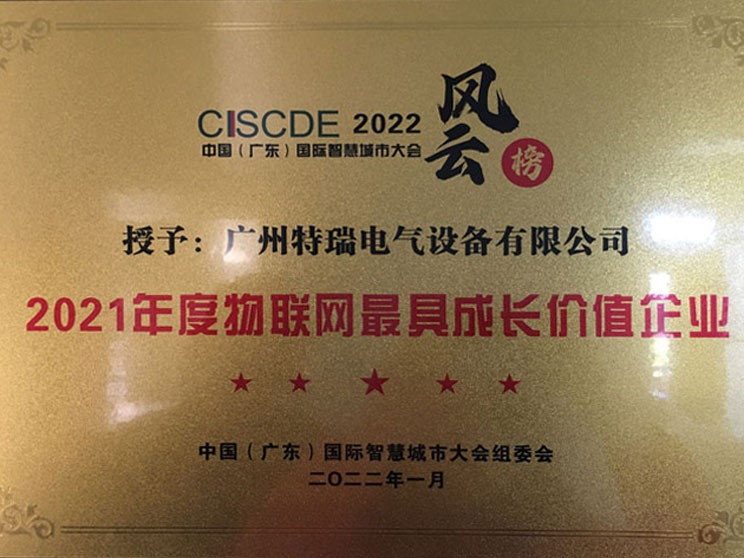 CISCDE 2022
中国（广东）国际智慧城市大会
风云榜
授予：广州特瑞电气设备有限公司
2021年度物联网最具成长价值企业
中国（广东）国际智慧城市大会组委会
二〇二二年一月